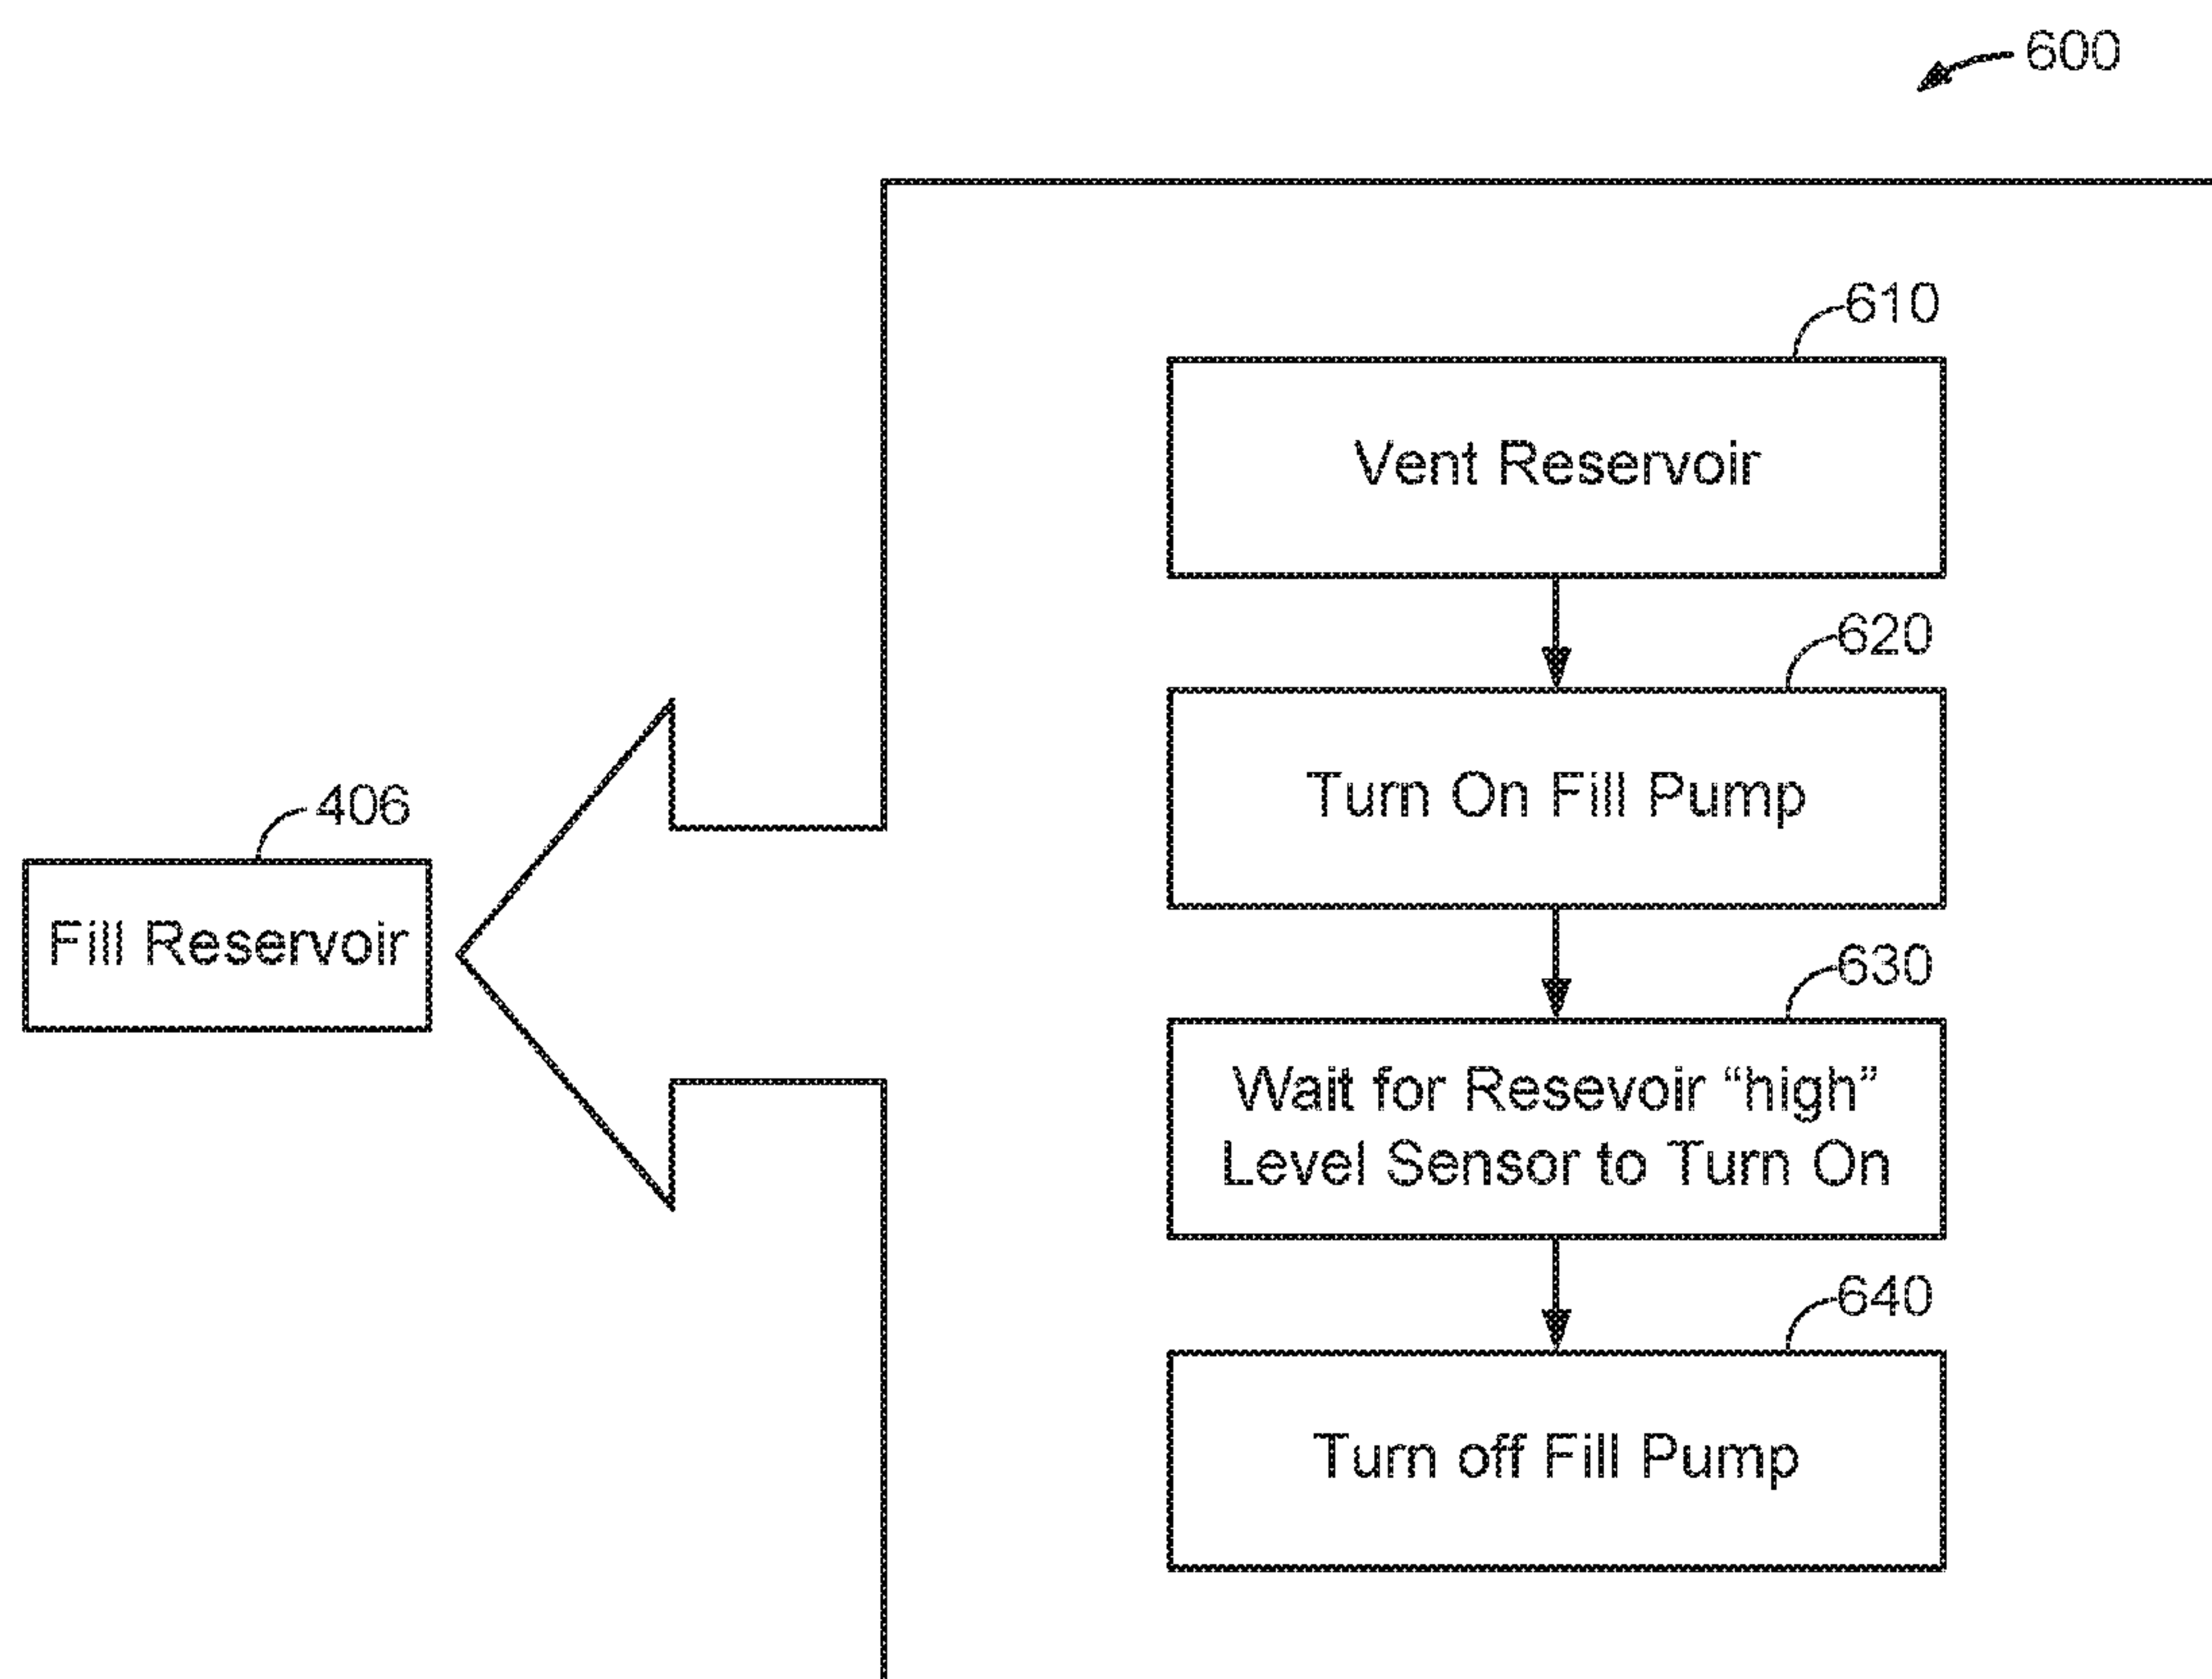 600
610
Vent Reservoir
620
Turn On Fill Pump
406
Fill Reservoir
630
Wait for Resevoir “high”
Level Sensor to Turn On
640
Turn off Fill Pump